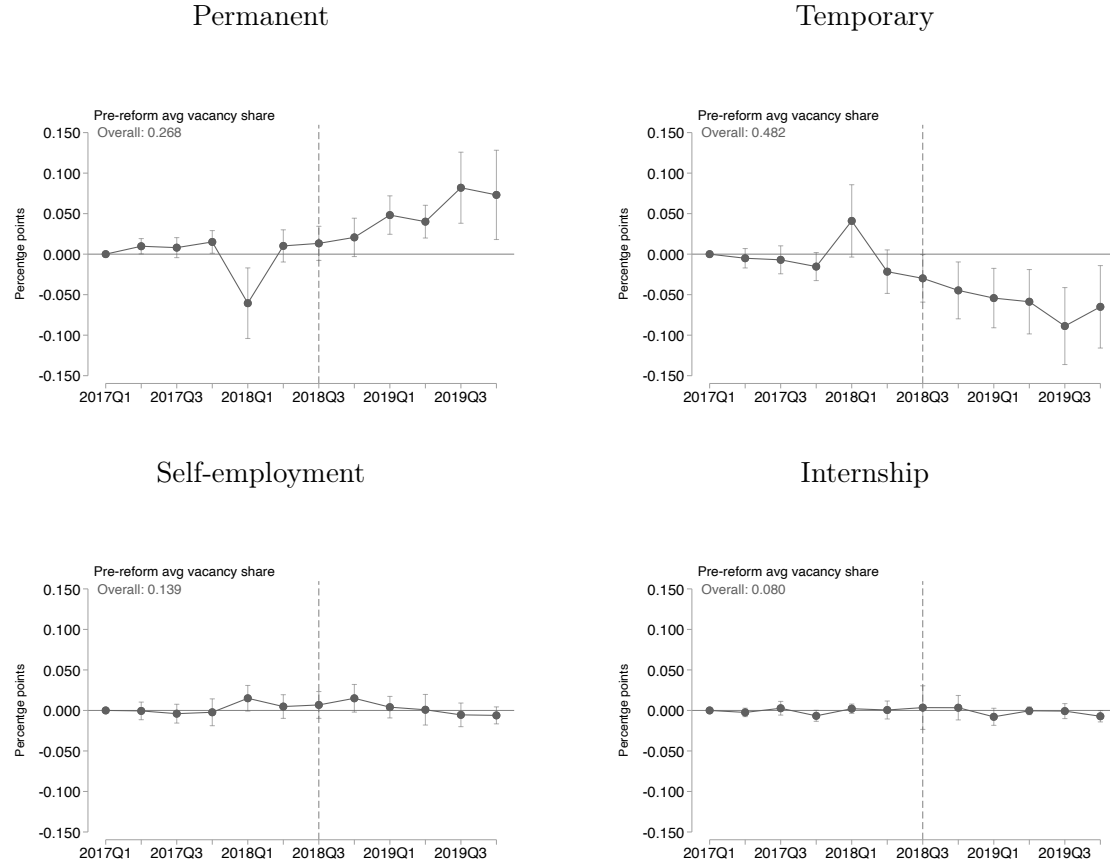 Permanent
Pre-reform avg vacancy share
Overall: 0.268
0.150
0.100
0.050
0.000
-0.050
-0.100
-0.150
Percentge points
2017Q1 2017Q3 2018Q1 2018Q3 2019Q1 2019Q3
Temporary
Pre-reform avg vacancy share
Overall: 0.482
0.150
0.100
0.050
0.000
-0.050
-0.100
-0.150
Percentge points
2017Q1 2017Q3 2018Q1 2018Q3 2019Q1 2019Q3
Self-employment
Pre-reform avg vacancy share
Overall: 0.139
0.150
0.100
0.050
0.000
-0.050
-0.100
-0.150
Percentge points
2017Q1 2017Q3 2018Q1 2018Q3 2019Q1 2019Q3
Internship
Pre-reform avg vacancy share
Overall: 0.080
0.150
0.100
0.050
0.000
-0.050
-0.100
-0.150
Percentge points
2017Q1 2017Q3 2018Q1 2018Q3 2019Q1 2019Q3